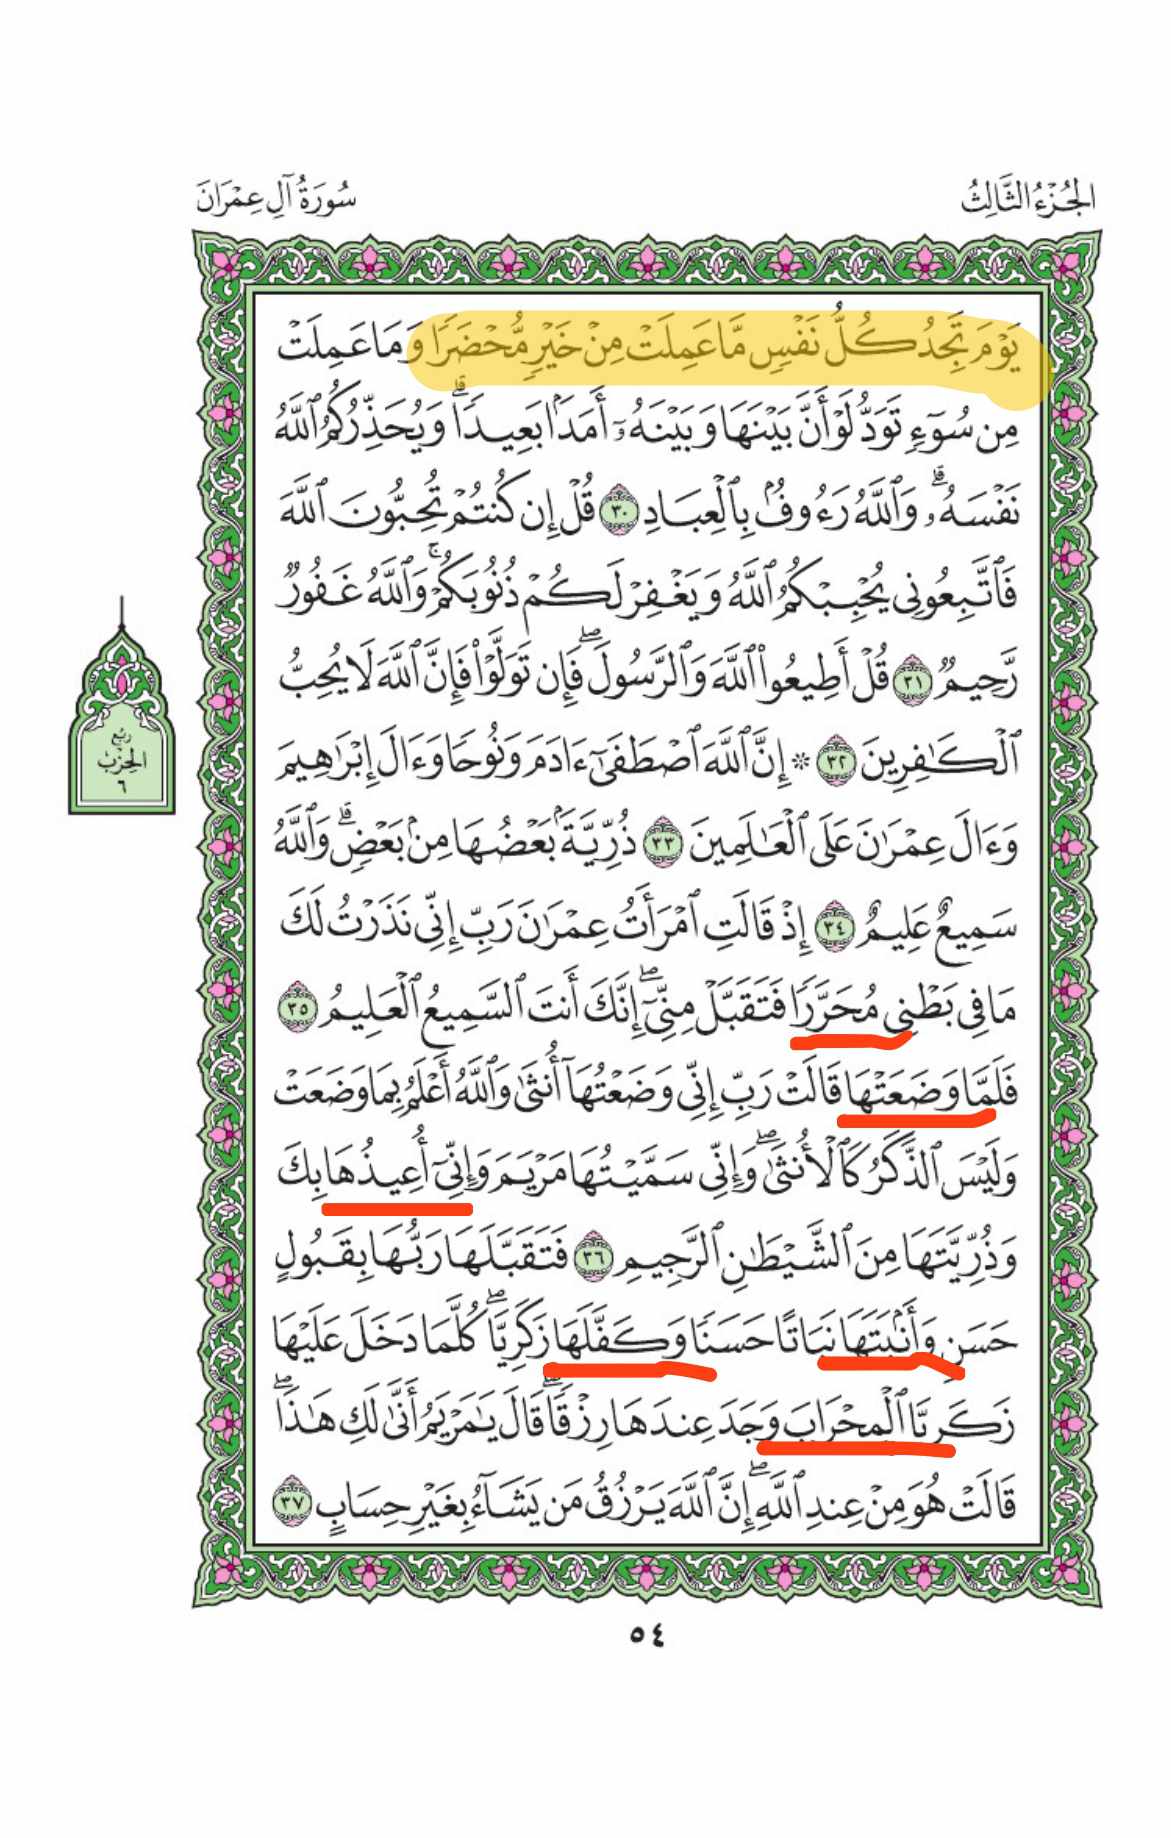 الجُزْءُ الثَّالِثُ
سُورَةُ آلِ عِمْرَانَ
يَوْمَ تَجِدُ كُلُّ نَفْسٍ مَّا عَمِلَتْ مِنْ خَيْرٍ مُّحْضَرًا وَمَا عَمِلَتْ
مِن سُوٓءٍ تَوَدُّ لَوْ أَنَّ بَيْنَهَا وَبَيْنَهُۥٓ أَمَدًۢا بَعِيدًا ۗ وَيُحَذِّرُكُمُ ٱللَّهُ
نَفْسَهُۥ ۗ وَٱللَّهُ رَءُوفُۢ بِٱلْعِبَادِ ٣٠ قُلْ إِن كُنتُمْ تُحِبُّونَ ٱللَّهَ
فَٱتَّبِعُونِى يُحْبِبْكُمُ ٱللَّهُ وَيَغْفِرْ لَكُمْ ذُنُوبَكُمْ ۚ وَٱللَّهُ غَفُورٌ
رَّحِيمٌ ٣١ قُلْ أَطِيعُوا۟ ٱللَّهَ وَٱلرَّسُولَ ۖ فَإِن تَوَلَّوْا۟ فَإِنَّ ٱللَّهَ لَا يُحِبُّ
ٱلْكَٰفِرِينَ ٣٢ ۞ إِنَّ ٱللَّهَ ٱصْطَفَىٰٓ ءَادَمَ وَنُوحًا وَءَالَ إِبْرَٰهِيمَ
وَءَالَ عِمْرَٰنَ عَلَى ٱلْعَٰلَمِينَ ٣٣ ذُرِّيَّةًۢ بَعْضُهَا مِنۢ بَعْضٍ ۗ وَٱللَّهُ
سَمِيعٌ عَلِيمٌ ٣٤ إِذْ قَالَتِ ٱمْرَأَتُ عِمْرَٰنَ رَبِّ إِنِّى نَذَرْتُ لَكَ
مَا فِى بَطْنِى مُحَرَّرًا فَتَقَبَّلْ مِنِّىٓ ۖ إِنَّكَ أَنتَ ٱلسَّمِيعُ ٱلْعَلِيمُ ٣٥
فَلَمَّا وَضَعَتْهَا قَالَتْ رَبِّ إِنِّى وَضَعْتُهَآ أُنثَىٰ وَٱللَّهُ أَعْلَمُ بِمَا وَضَعَتْ
وَلَيْسَ ٱلذَّكَرُ كَٱلْأُنثَىٰ ۖ وَإِنِّى سَمَّيْتُهَا مَرْيَمَ وَإِنِّىٓ أُعِيذُهَا بِكَ
وَذُرِّيَّتَهَا مِنَ ٱلشَّيْطَٰنِ ٱلرَّجِيمِ ٣٦ فَتَقَبَّلَهَا رَبُّهَا بِقَبُولٍ
حَسَنٍ وَأَنۢبَتَهَا نَبَاتًا حَسَنًا وَكَفَّلَهَا زَكَرِيَّا ۖ كُلَّمَا دَخَلَ عَلَيْهَا
زَكَرِيَّا ٱلْمِحْرَابَ وَجَدَ عِندَهَا رِزْقًا ۖ قَالَ يَٰمَرْيَمُ أَنَّىٰ لَكِ هَٰذَا ۖ
قَالَتْ هُوَ مِنْ عِندِ ٱللَّهِ ۖ إِنَّ ٱللَّهَ يَرْزُقُ مَن يَشَآءُ بِغَيْرِ حِسَابٍ ٣٧
رُبْع
الحِزْبُ
٦
٥٤